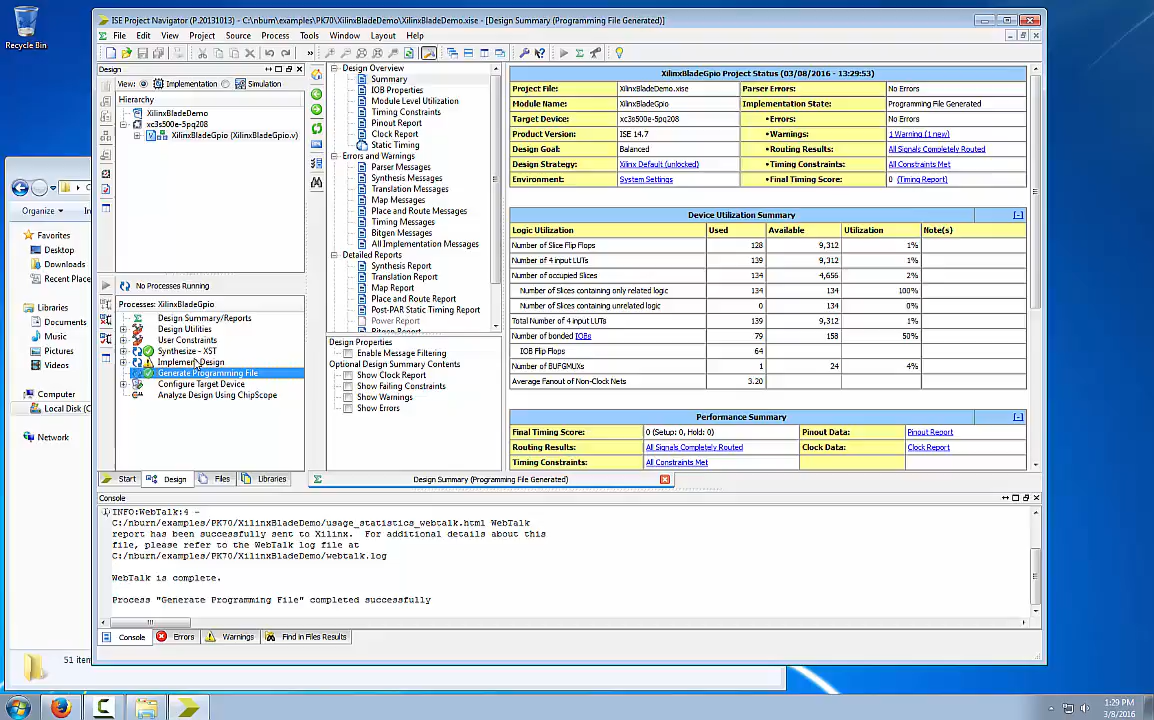 Recycle Bin
ISE Project Navigator (P.20131013) - C:\nburn\examples\PK70\XilinxBladeDemo\XilinxBladeDemo.xise - [Design Summary (Programming File Generated)]
File Edit View Project Source Process Tools Window Layout Help
Design
View: Implementation Simulation
Hierarchy
XilinxBladeDemo
xc3s500e-5pq208
XilinxBladeGpio (XilinxBladeGpio.v)
No Processes Running
Processes: XilinxBladeGpio
Design Summary/Reports
Design Utilities
User Constraints
Synthesize - XST
Implement Design
Generate Programming File
Configure Target Device
Analyze Design Using ChipScope
Start Design Files Libraries
Design Overview
Summary
IOB Properties
Module Level Utilization
Timing Constraints
Pinout Report
Clock Report
Static Timing
Errors and Warnings
Parser Messages
Synthesis Messages
Translation Messages
Map Messages
Place and Route Messages
Timing Messages
Bitgen Messages
All Implementation Messages
Detailed Reports
Synthesis Report
Translation Report
Map Report
Place and Route Report
Post-PAR Static Timing Report
Power Report
Bitgen Report
Design Properties
Enable Message Filtering
Optional Design Summary Contents
Show Clock Report
Show Failing Constraints
Show Warnings
Show Errors
XilinxBladeGpio Project Status (03/08/2016 - 13:29:53)
Project File: XilinxBladeDemo.xise Parser Errors: No Errors
Module Name: XilinxBladeGpio Implementation State: Programming File Generated
Target Device: xc3s500e-5pq208 •Errors: No Errors
Product Version: ISE 14.7 •Warnings: 1 Warning (1 new)
Design Goal: Balanced •Routing Results: All Signals Completely Routed
Design Strategy: Xilinx Default (unlocked) •Timing Constraints: All Constraints Met
Environment: System Settings •Final Timing Score: 0 (Timing Report)
Device Utilization Summary [-]
Logic Utilization Used Available Utilization Note(s)
Number of Slice Flip Flops 128 9,312 1%
Number of 4 input LUTs 139 9,312 1%
Number of occupied Slices 134 4,656 2%
Number of Slices containing only related logic 134 134 100%
Number of Slices containing unrelated logic 0 134 0%
Total Number of 4 input LUTs 139 9,312 1%
Number of bonded IOBs 79 158 50%
IOB Flip Flops 64
Number of BUFGMUXs 1 24 4%
Average Fanout of Non-Clock Nets 3.20
Performance Summary [-]
Final Timing Score: 0 (Setup: 0, Hold: 0) Pinout Data: Pinout Report
Routing Results: All Signals Completely Routed Clock Data: Clock Report
Timing Constraints: All Constraints Met
Design Summary (Programming File Generated)
Console
INFO:WebTalk:4 -
C:/nburn/examples/PK70/XilinxBladeDemo/usage_statistics_webtalk.html WebTalk
report has been successfully sent to Xilinx. For additional details about this
file, please refer to the WebTalk log file at
C:/nburn/examples/PK70/XilinxBladeDemo/webtalk.log
WebTalk is complete.
Process "Generate Programming File" completed successfully
Console Errors Warnings Find in Files Results
Organize In
Favorites
Desktop
Downloads
Recent Place
Libraries
Documents
Music
Pictures
Videos
Computer
Local Disk (C
Network
51 iten
1:29 PM
3/8/2016